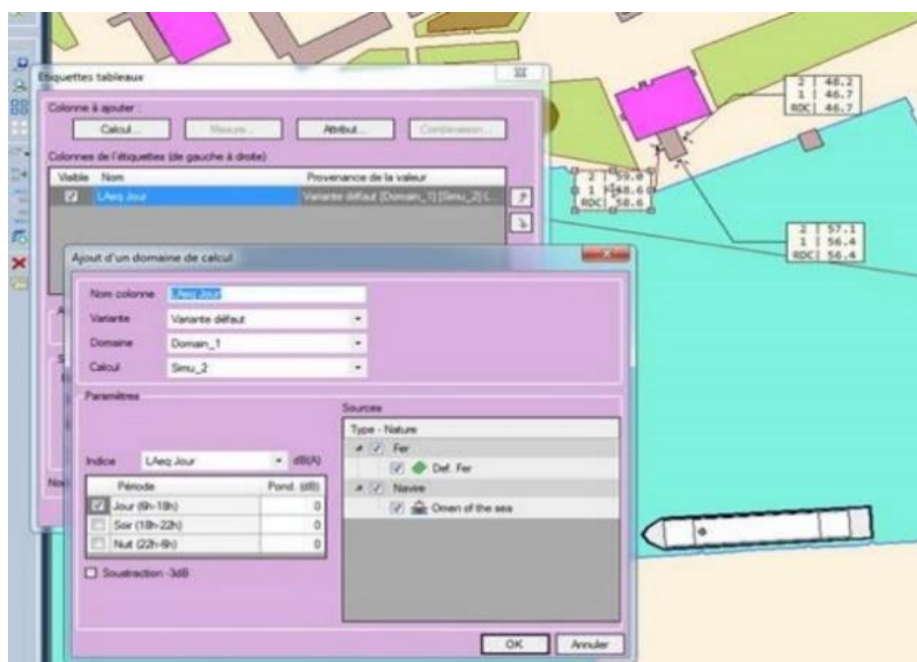 Etiquettes tableaux
Colonne à ajouter :
Calcul... Mesure... Attribut... Combinaison...
Colonnes de l'étiquettes (de gauche à droite)
Visible Nom Provenance de la valeur
LAeq Jour Variante défaut [Domain_1] [Simu_2] L...
2 | 48.2
1 | 46.7
RDC| 46.7
2 | 59.0
1 | 58.6
RDC| 58.6
2 | 57.1
1 | 56.4
RDC| 56.4
Ajout d'un domaine de calcul
Nom colonne LAeq Jour
Variante Variante défaut
Domaine Domain_1
Calcul Simu_2
Paramètres
Indice LAeq Jour dB(A)
Période Pond. (dB)
Jour (6h-18h) 0
Soir (18h-22h) 0
Nuit (22h-6h) 0
Soustraction -3dB
Sources
Type - Nature
Fer
Def. Fer
Navire
Omen of the sea
OK Annuler